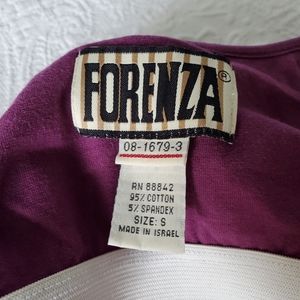 FORENZA®
08-1679-3
RN 88842
95% COTTON
5% SPANDEX
SIZE: S
MADE IN ISRAEL